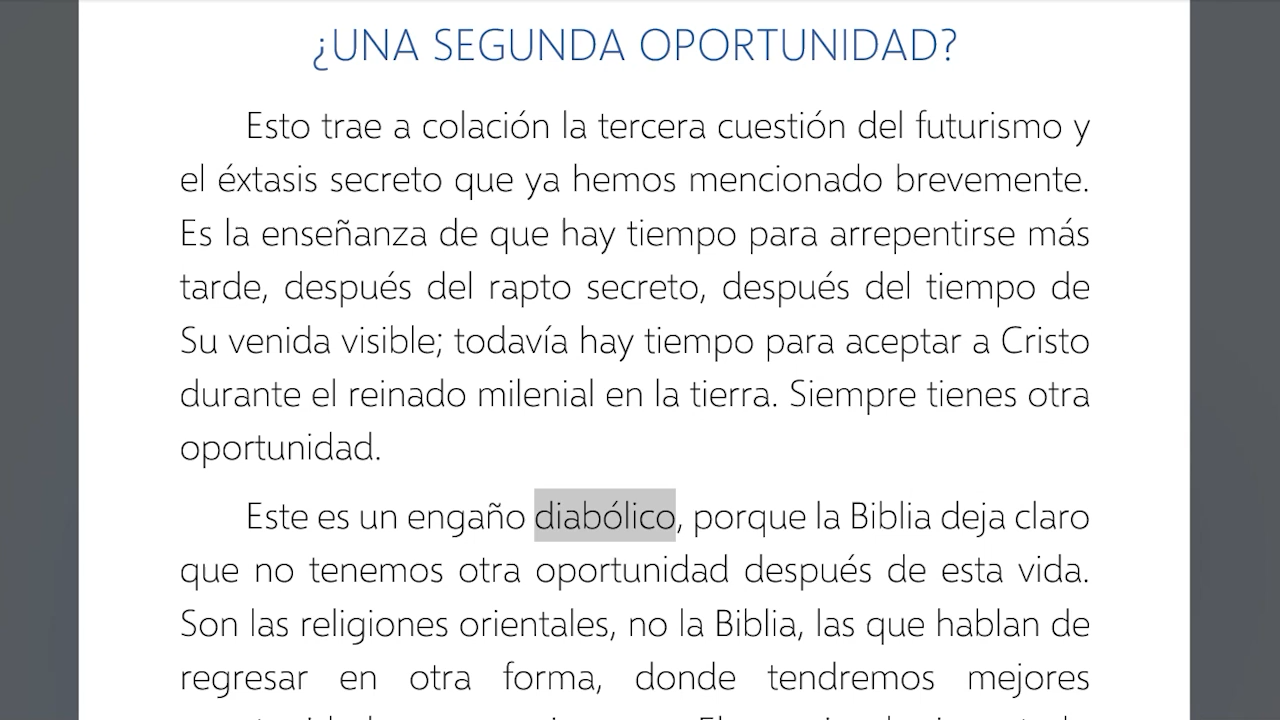 ¿UNA SEGUNDA OPORTUNIDAD?
Esto trae a colación la tercera cuestión del futurismo y
el éxtasis secreto que ya hemos mencionado brevemente.
Es la enseñanza de que hay tiempo para arrepentirse más
tarde, después del rapto secreto, después del tiempo de
Su venida visible; todavía hay tiempo para aceptar a Cristo
durante el reinado milenial en la tierra. Siempre tienes otra
oportunidad.
Este es un engaño diabólico, porque la Biblia deja claro
que no tenemos otra oportunidad después de esta vida.
Son las religiones orientales, no la Biblia, las que hablan de
regresar en otra forma, donde tendremos mejores